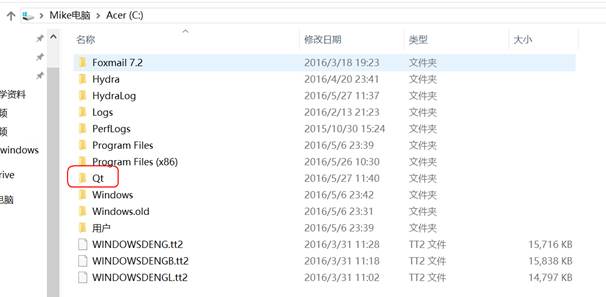 Mike电脑 > Acer (C:)
名称 修改日期 类型 大小
Foxmail 7.2 2016/3/18 19:23 文件夹
Hydra 2016/4/20 23:41 文件夹
学资料 HydraLog 2016/5/27 11:37 文件夹
频 Logs 2016/2/13 21:23 文件夹
频 PerfLogs 2015/10/30 15:24 文件夹
windows Program Files 2016/5/6 23:39 文件夹
Program Files (x86) 2016/5/26 10:30 文件夹
rive Qt 2016/5/27 11:40 文件夹
电脑 Windows 2016/5/6 23:42 文件夹
Windows.old 2016/5/6 23:31 文件夹
用户 2016/5/6 23:39 文件夹
WINDOWSDENG.tt2 2016/3/31 11:28 TT2 文件 15,716 KB
WINDOWSDENGB.tt2 2016/3/31 11:18 TT2 文件 15,838 KB
WINDOWSDENGL.tt2 2016/3/31 11:02 TT2 文件 14,797 KB